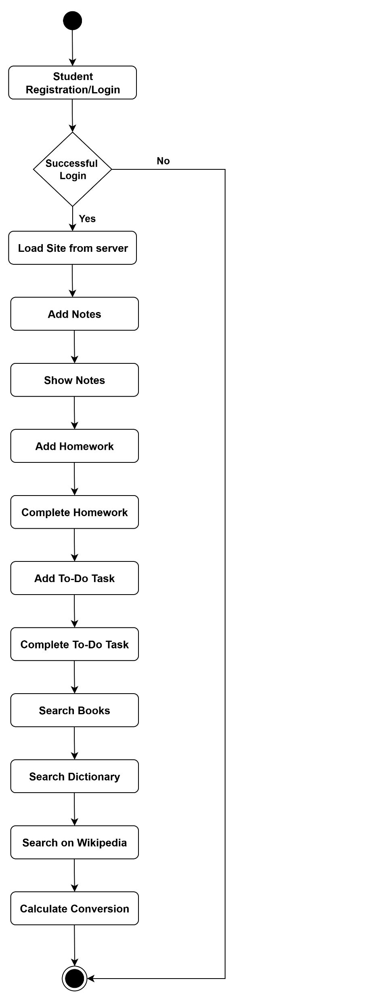 Student
Registration/Login
Successful
Login
No
Yes
Load Site from server
Add Notes
Show Notes
Add Homework
Complete Homework
Add To-Do Task
Complete To-Do Task
Search Books
Search Dictionary
Search on Wikipedia
Calculate Conversion